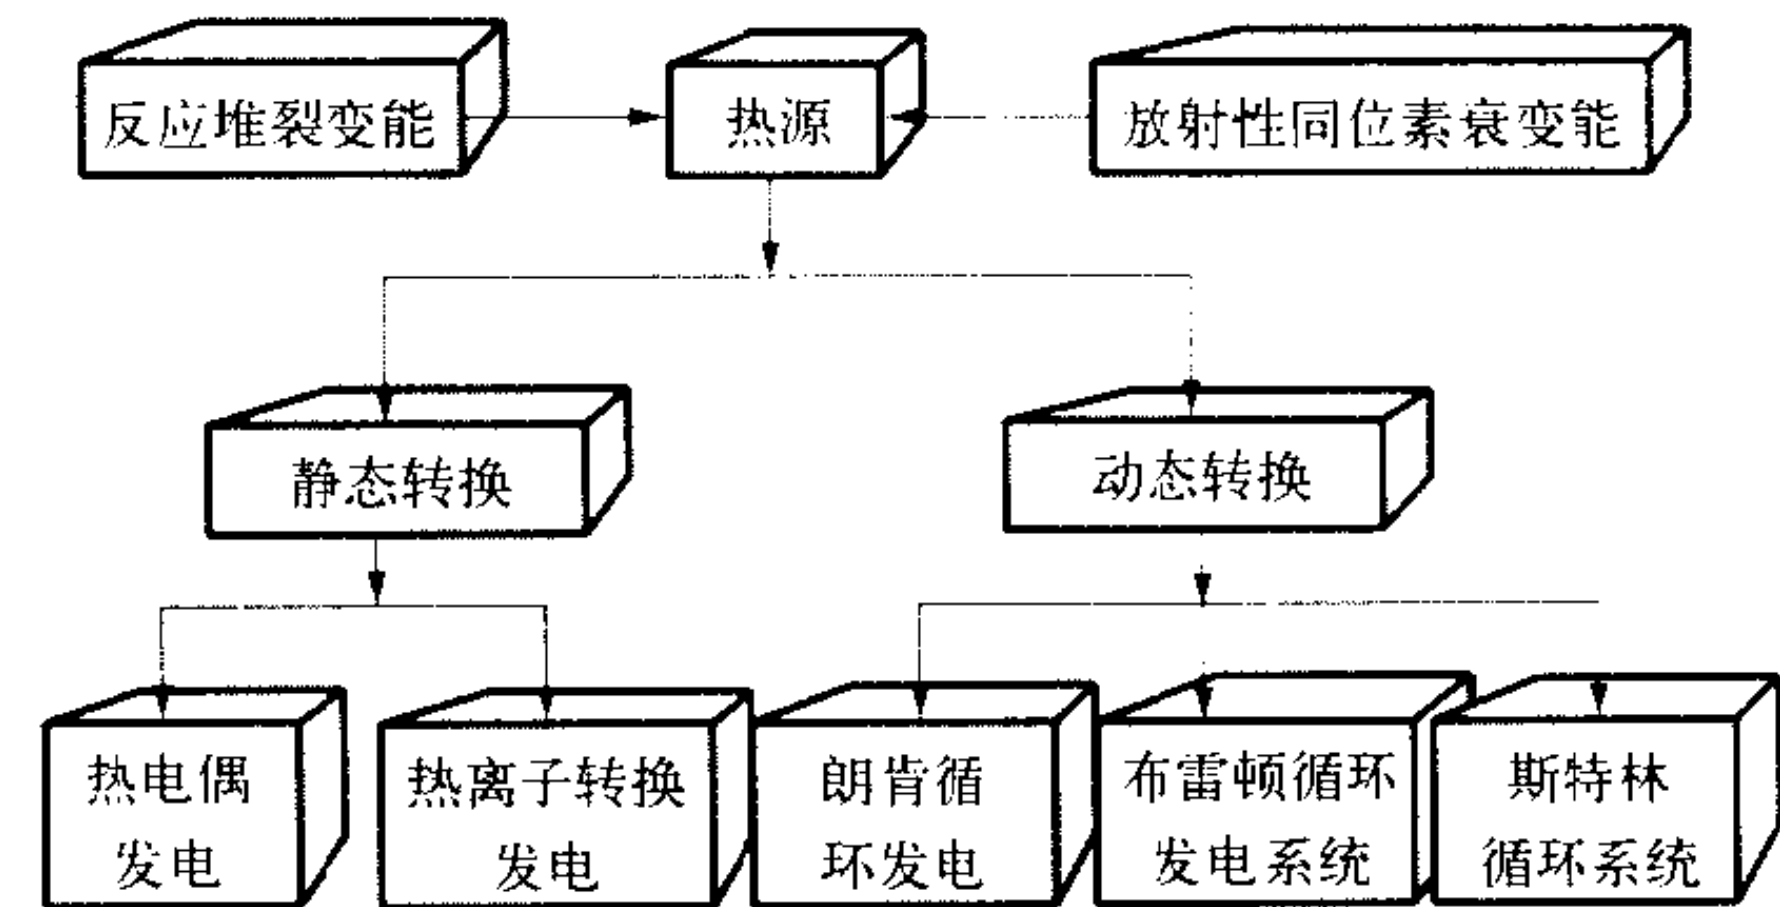 反应堆裂变能
热源
放射性同位素衰变能
静态转换
动态转换
热电偶
发电
热离子转换
发电
朗肯循
环发电
布雷顿循环
发电系统
斯特林
循环系统